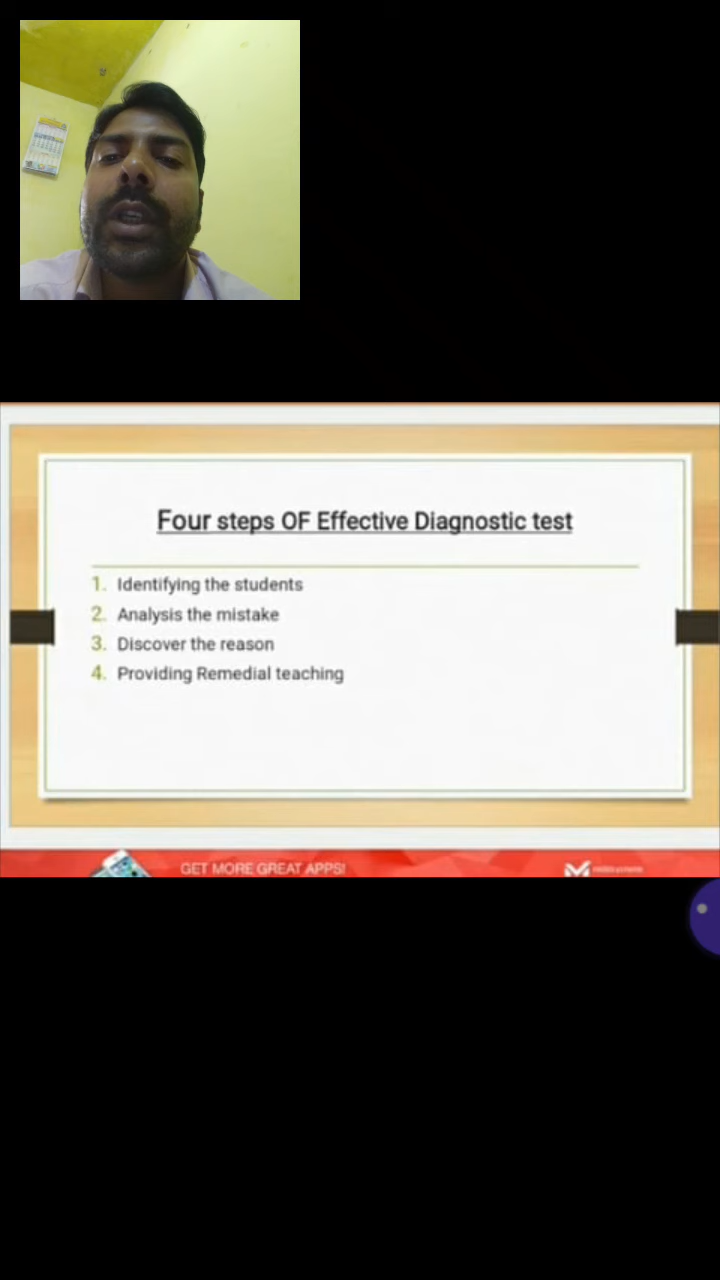 Four steps OF Effective Diagnostic test
1. Identifying the students
2. Analysis the mistake
3. Discover the reason
4. Providing Remedial teaching
GET MORE GREAT APPS!